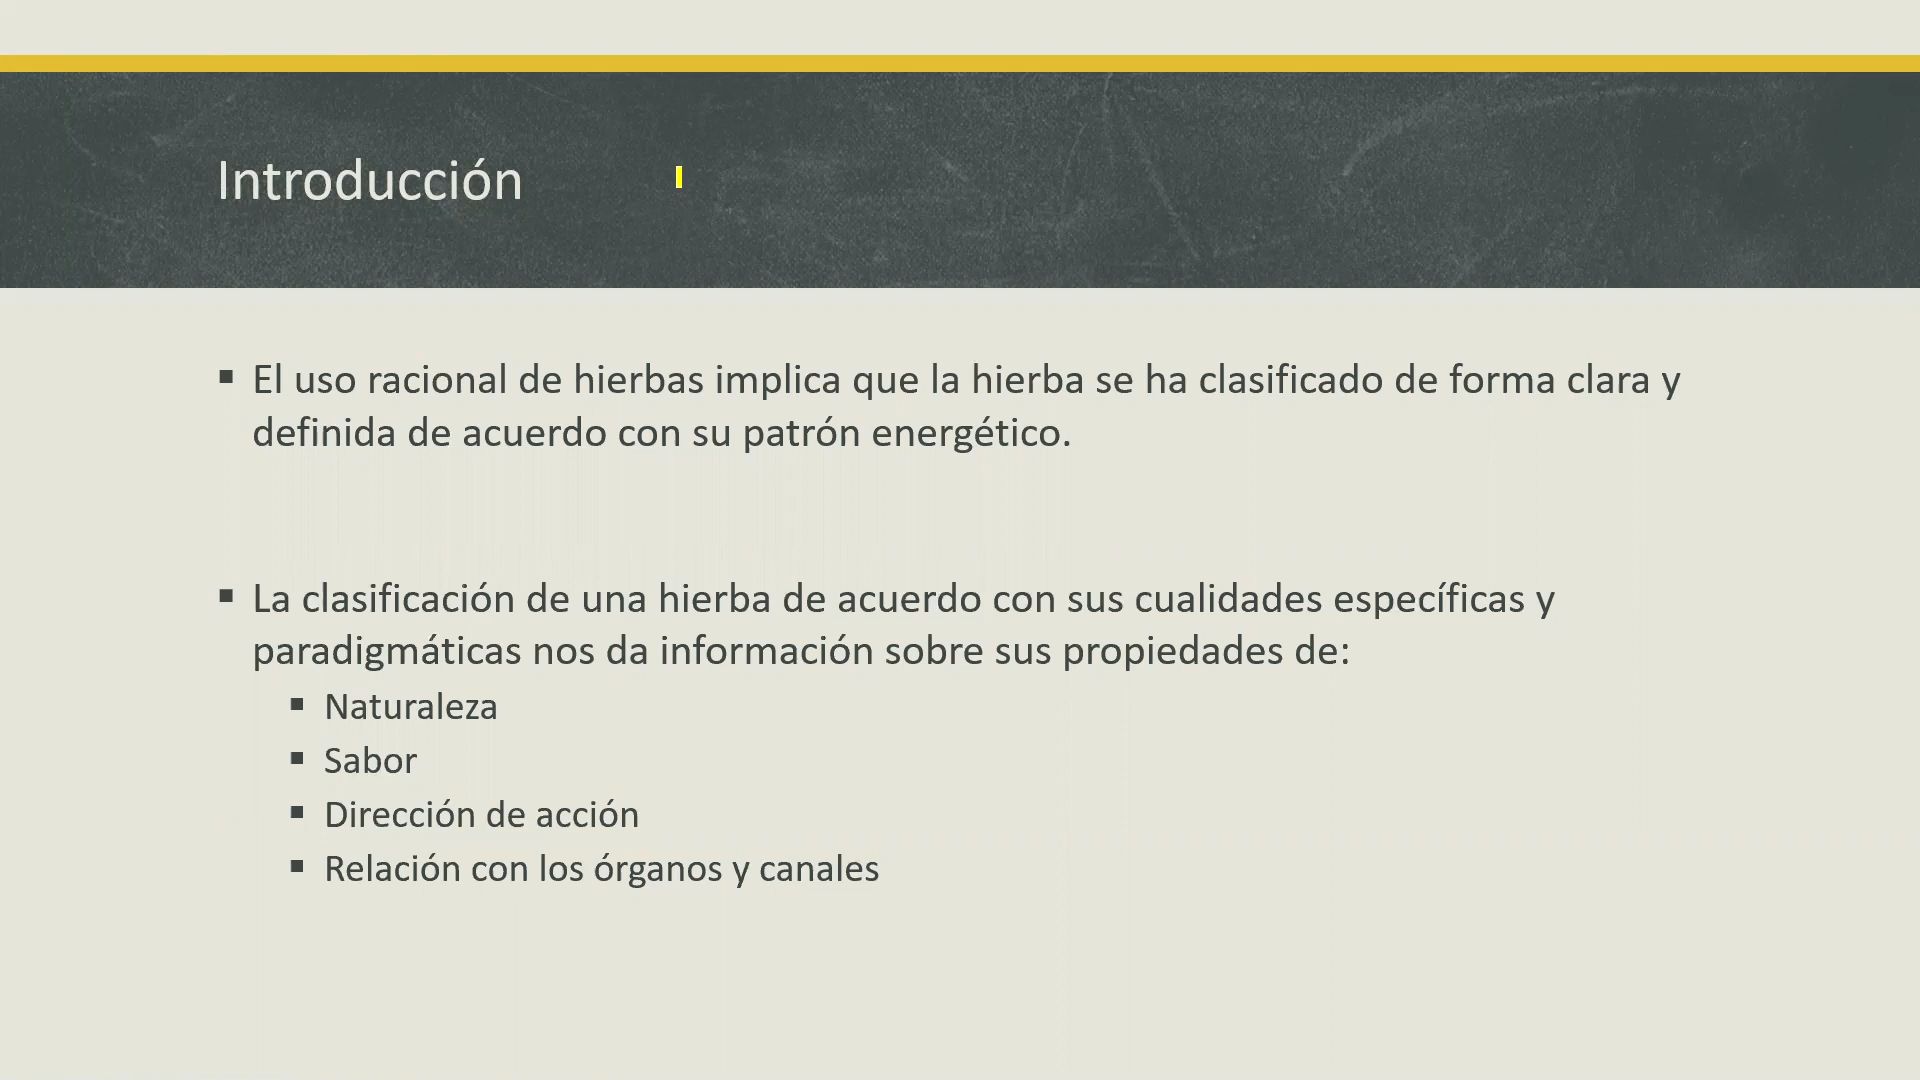 Introducción
▪ El uso racional de hierbas implica que la hierba se ha clasificado de forma clara y
definida de acuerdo con su patrón energético.
▪ La clasificación de una hierba de acuerdo con sus cualidades específicas y
paradigmáticas nos da información sobre sus propiedades de:
▪ Naturaleza
▪ Sabor
▪ Dirección de acción
▪ Relación con los órganos y canales